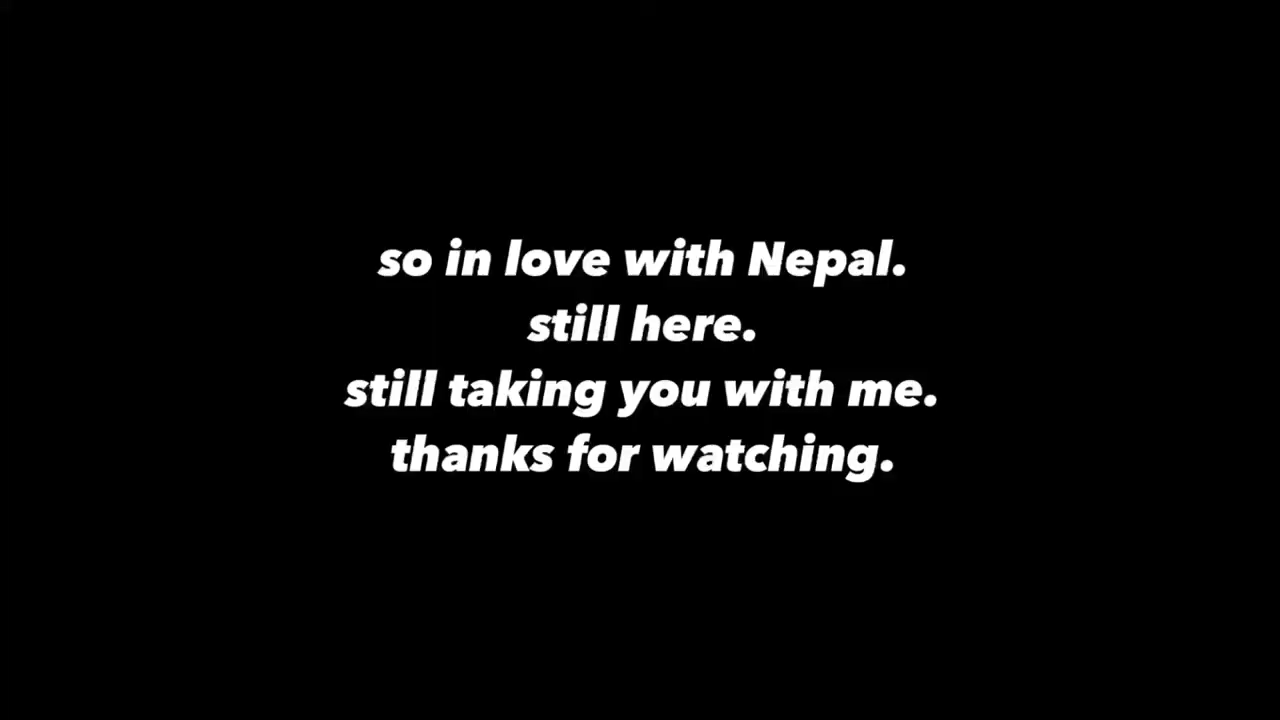 so in love with Nepal.
still here.
still taking you with me.
thanks for watching.